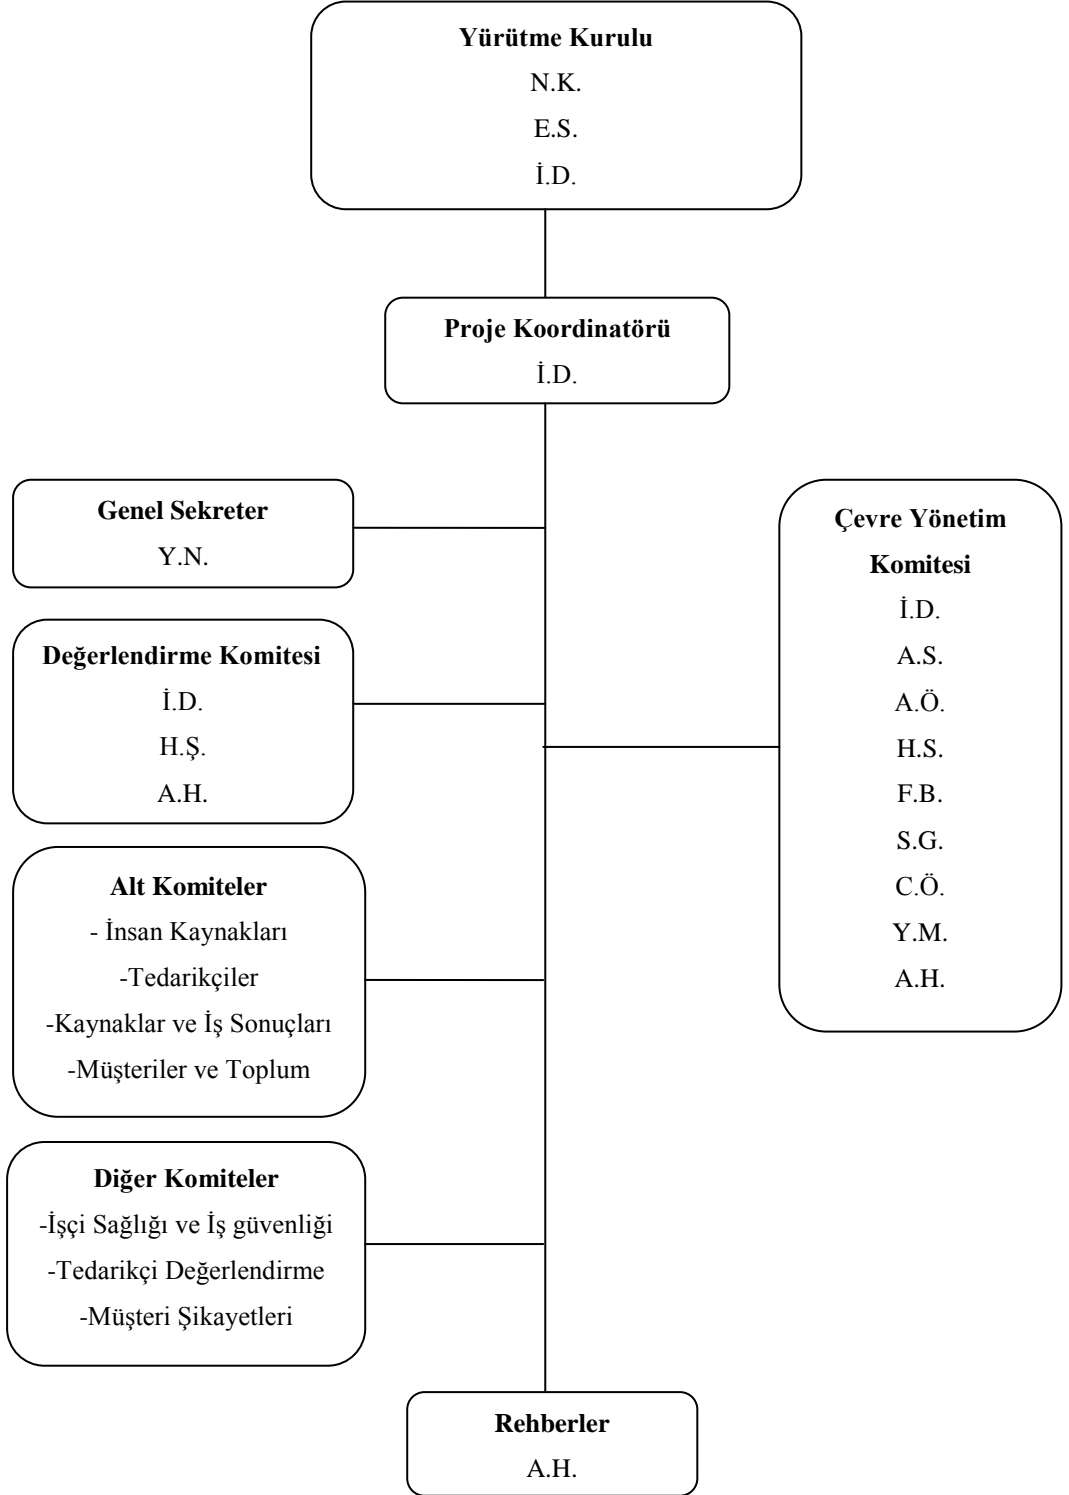 Yürütme Kurulu
N.K.
E.S.
İ.D.
Proje Koordinatörü
İ.D.
Genel Sekreter
Y.N.
Değerlendirme Komitesi
İ.D.
H.Ş.
A.H.
Alt Komiteler
- İnsan Kaynakları
-Tedarikçiler
-Kaynaklar ve İş Sonuçları
-Müşteriler ve Toplum
Diğer Komiteler
-İşçi Sağlığı ve İş güvenliği
-Tedarikçi Değerlendirme
-Müşteri Şikayetleri
Çevre Yönetim
Komitesi
İ.D.
A.S.
A.Ö.
H.S.
F.B.
S.G.
C.Ö.
Y.M.
A.H.
Rehberler
A.H.